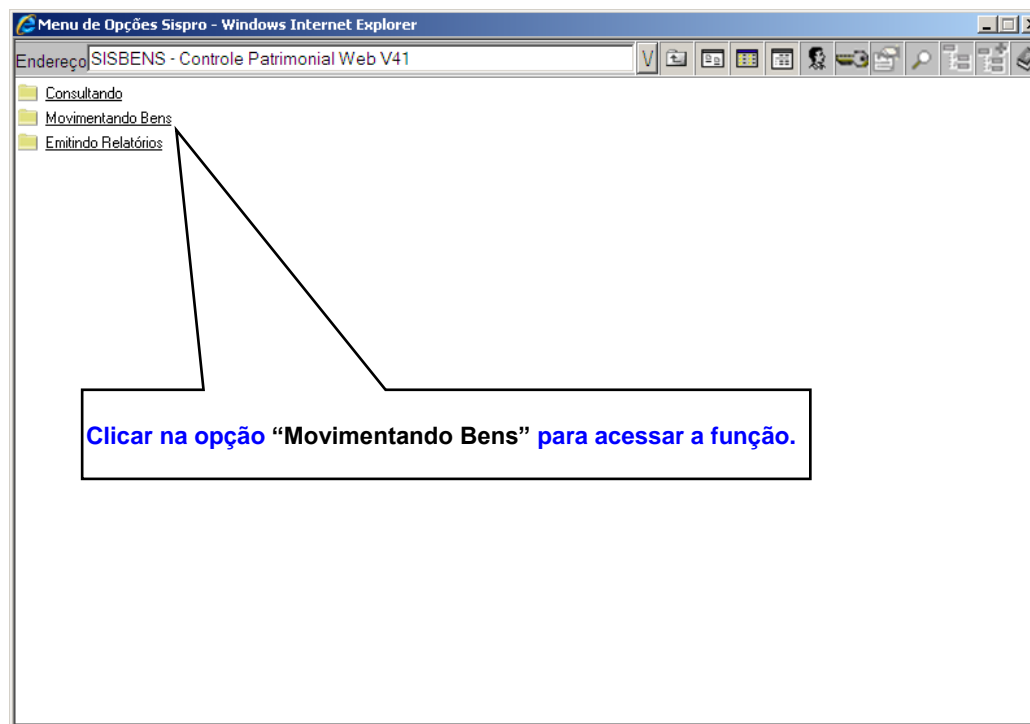 Menu de Opções Sispro - Windows Internet Explorer
Endereço SISBENS - Controle Patrimonial Web V41 V
Consultando
Movimentando Bens
Emitindo Relatórios
Clicar na opção “Movimentando Bens” para acessar a função.